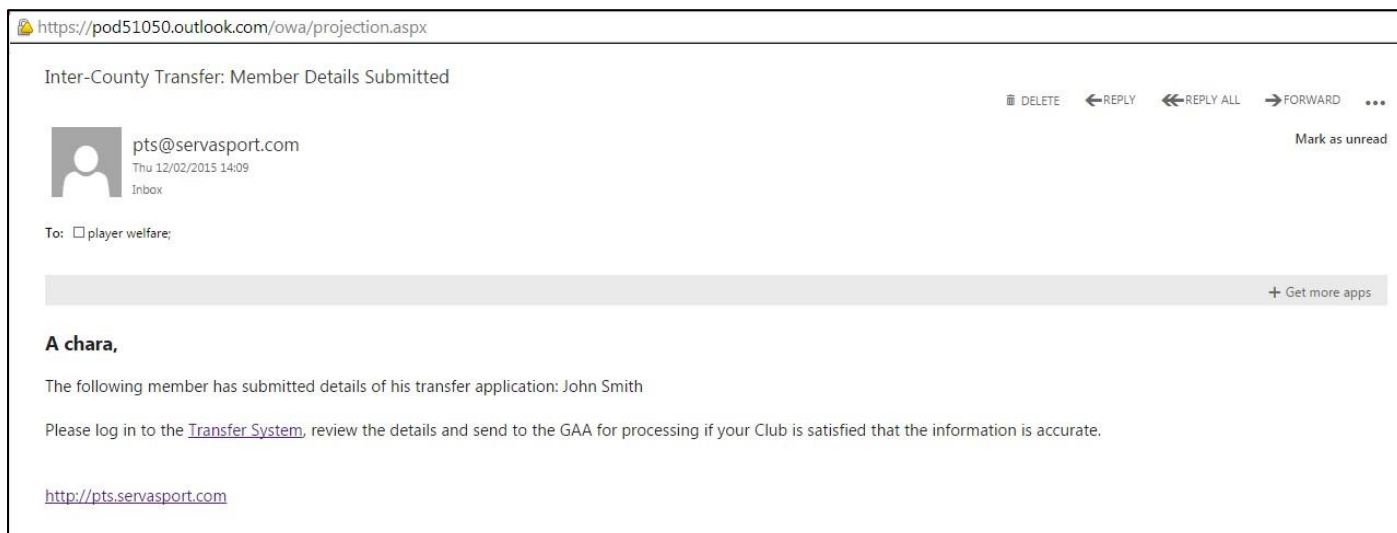 https://pod51050.outlook.com/owa/projection.aspx
Inter-County Transfer: Member Details Submitted
DELETE REPLY REPLY ALL FORWARD •••
pts@servasport.com
Mark as unread
Thu 12/02/2015 14:09
Inbox
To: player welfare;
+ Get more apps
A chara,
The following member has submitted details of his transfer application: John Smith
Please log in to the Transfer System, review the details and send to the GAA for processing if your Club is satisfied that the information is accurate.
http://pts.servasport.com